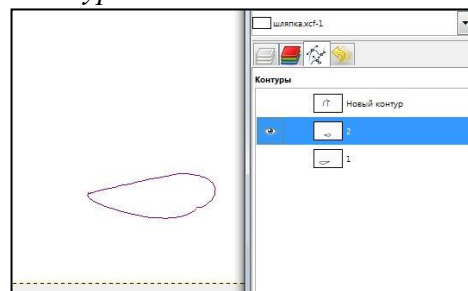 шляпка.xcf-1
Контуры
Новый контур
2
1